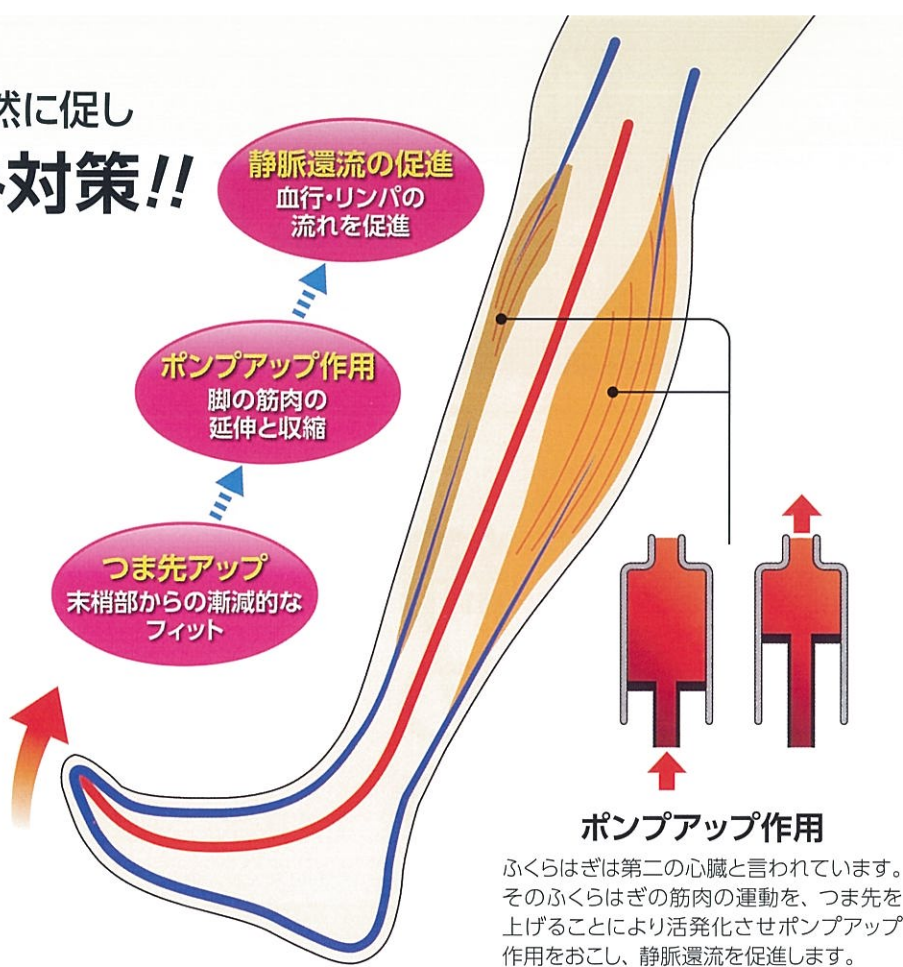 然に促し
対策!!
静脈還流の促進
血行・リンパの
流れを促進
ポンプアップ作用
脚の筋肉の
延伸と収縮
つま先アップ
末梢部からの漸減的な
フィット
ポンプアップ作用
ふくらはぎは第二の心臓と言われています。
そのふくらはぎの筋肉の運動を、つま先を
上げることにより活発化させポンプアップ
作用をおこし、静脈還流を促進します。